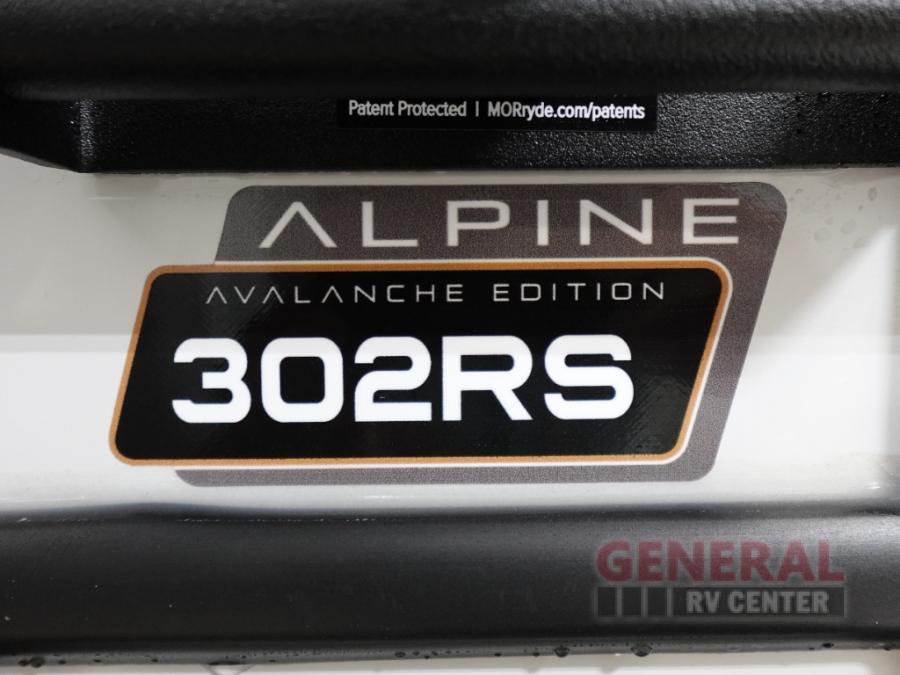 Patent Protected | MORryde.com/patents
ALPINE
AVALANCHE EDITION
302RS
GENERAL
RV CENTER